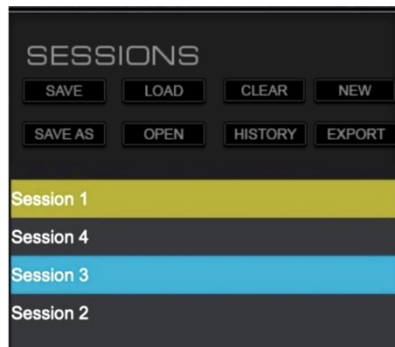 SESSIONS
SAVE LOAD CLEAR NEW
SAVE AS OPEN HISTORY EXPORT
Session 1
Session 4
Session 3
Session 2